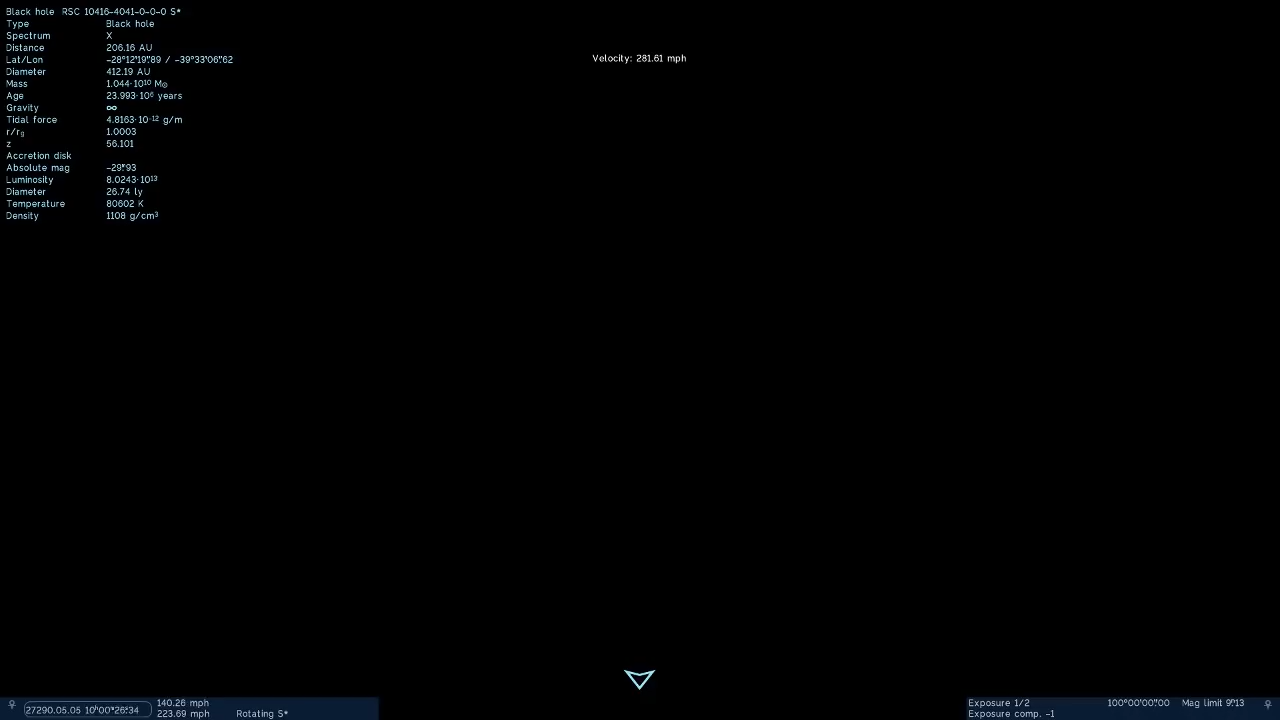 Black hole RSC 10416-4041-0-0-0 S*
Type Black hole
Spectrum X
Distance 206.16 AU
Lat/Lon -28°12'19"89 / -39°33'06"62
Diameter 412.19 AU
Mass 1.044·10¹⁰ M☉
Age 23.993·10⁶ years
Gravity ∞
Tidal force 4.8163·10⁻¹² g/m
r/rg 1.0003
z 56.101
Accretion disk
Absolute mag -29ᵐ93
Luminosity 8.0243·10¹³
Diameter 26.74 ly
Temperature 80602 K
Density 1108 g/cm³
Velocity: 281.61 mph
27290.05.05 10ʰ00ᵐ26ˢ34
140.26 mph
223.69 mph Rotating S*
Exposure 1/2 100°00'00"00 Mag limit 9ᵐ13
Exposure comp. -1